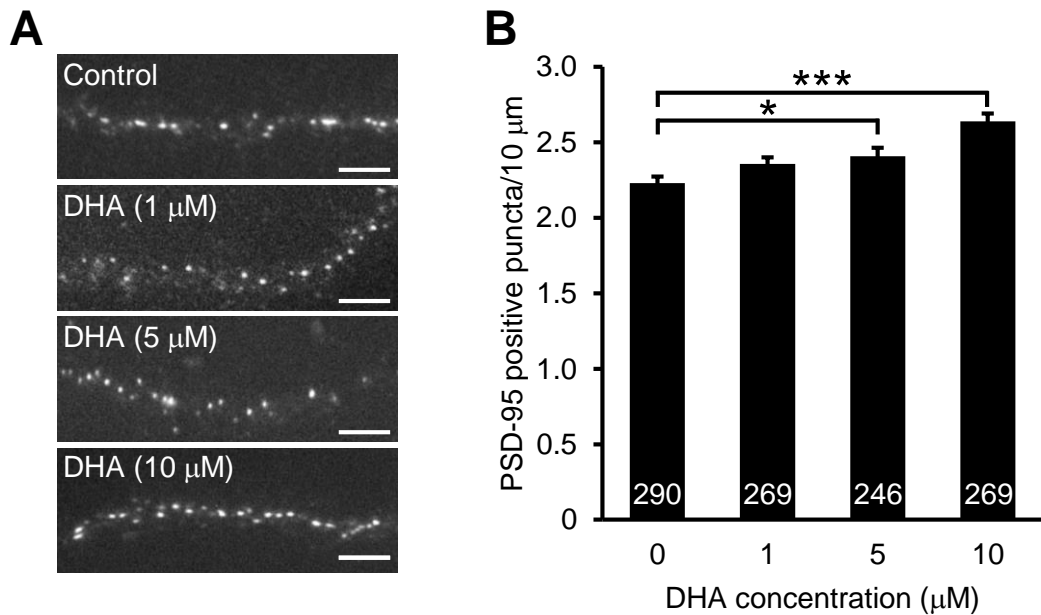 A
Control
DHA (1 μM)
DHA (5 μM)
DHA (10 μM)
B
PSD-95 positive puncta/10 μm
3.0
2.5
2.0
1.5
1.0
0.5
0
***
*
290 269 246 269
0 1 5 10
DHA concentration (μM)